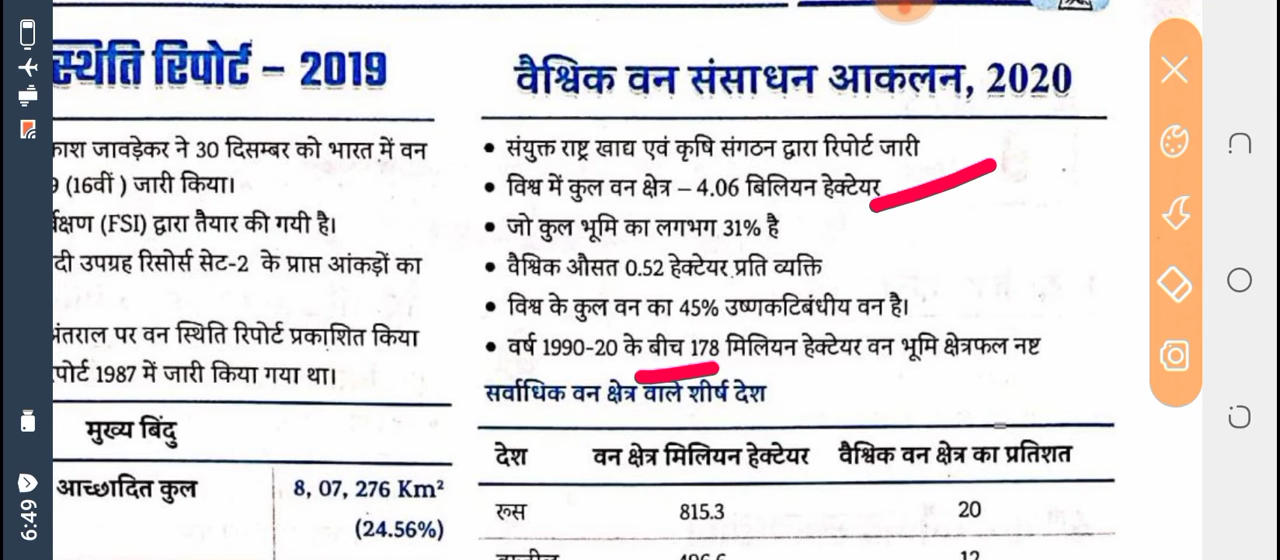 स्थिति रिपोर्ट – 2019
जावड़ेकर ने 30 दिसम्बर को भारत में वन
(16वीं ) जारी किया।
(FSI) द्वारा तैयार की गयी है।
उपग्रह रिसोर्स सेट-2 के प्राप्त आंकड़ों का
पर वन स्थिति रिपोर्ट प्रकाशित किया
1987 में जारी किया गया था।
मुख्य बिंदु
आच्छादित कुल 8, 07, 276 Km²
(24.56%)
वैश्विक वन संसाधन आकलन, 2020
• संयुक्त राष्ट्र खाद्य एवं कृषि संगठन द्वारा रिपोर्ट जारी
• विश्व में कुल वन क्षेत्र – 4.06 बिलियन हेक्टेयर
• जो कुल भूमि का लगभग 31% है
• वैश्विक औसत 0.52 हेक्टेयर प्रति व्यक्ति
• विश्व के कुल वन का 45% उष्णकटिबंधीय वन है।
• वर्ष 1990-20 के बीच 178 मिलियन हेक्टेयर वन भूमि क्षेत्रफल नष्ट
सर्वाधिक वन क्षेत्र वाले शीर्ष देश
देश वन क्षेत्र मिलियन हेक्टेयर वैश्विक वन क्षेत्र का प्रतिशत
रूस 815.3 20
12
6:49